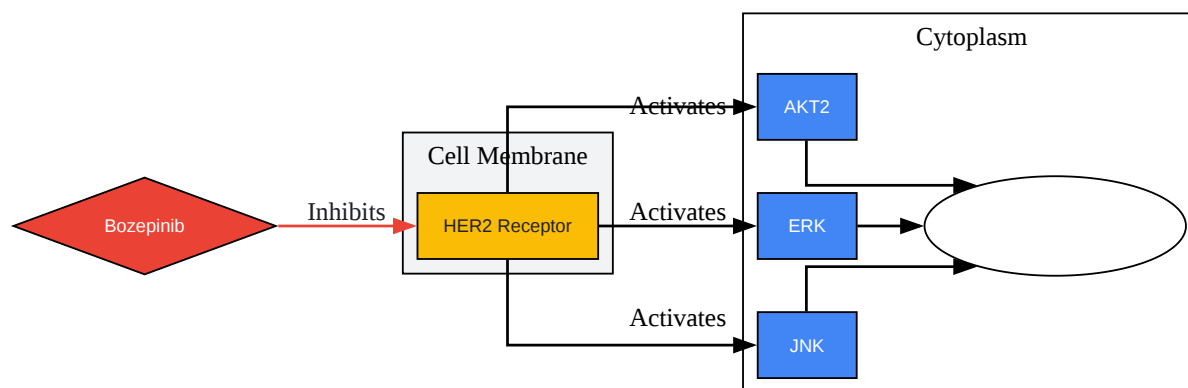 Cytoplasm
Activates
AKT2
Cell Membrane
Bozepinib
Inhibits
HER2 Receptor
Activates
ERK
Activates
JNK